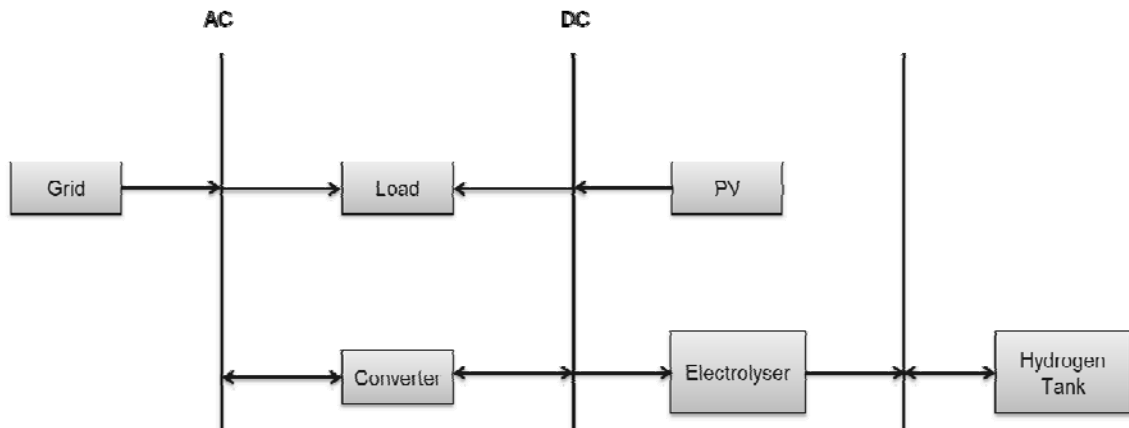 AC
DC
Grid
Load
PV
Converter
Electrolyser
Hydrogen
Tank